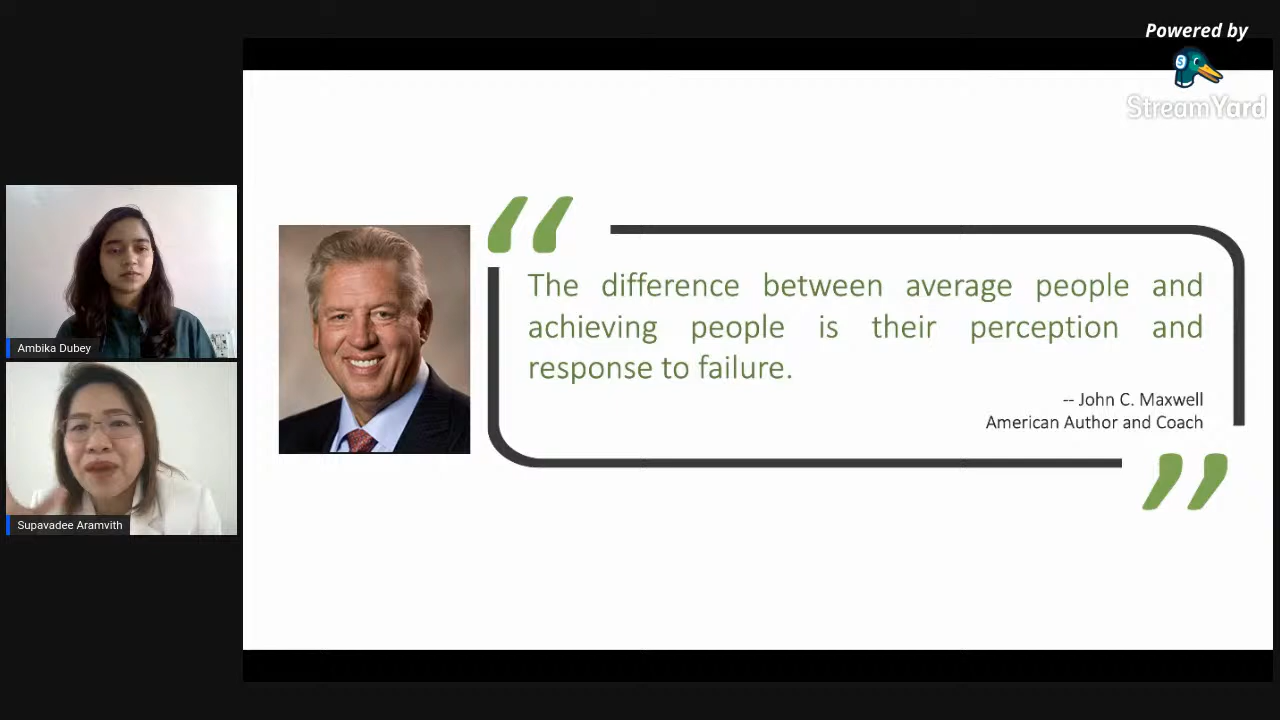 Powered by
StreamYard
The difference between average people and
achieving people is their perception and
response to failure.
-- John C. Maxwell
American Author and Coach
Ambika Dubey
Supavadee Aramvith